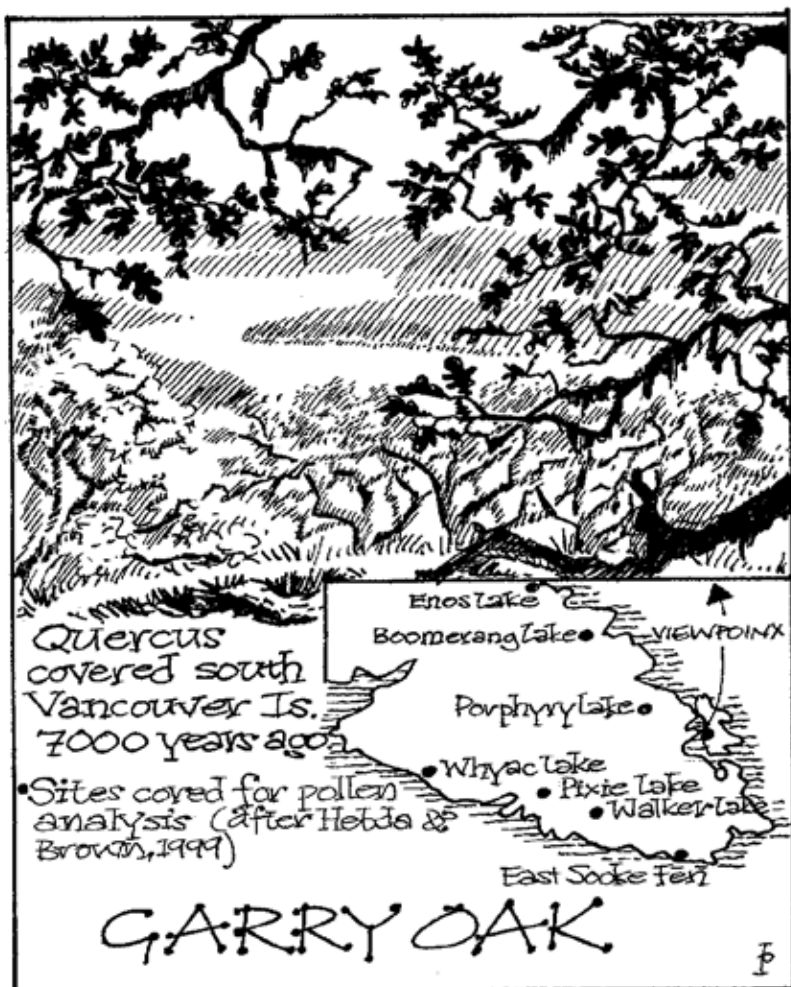 Enos lake
Boomerang lake
VIEWPOINT
Porphyry lake
Whyac lake
Pixie lake
Walker lake
East Sooke Fen
Quercus
covered south
Vancouver Is.
7000 years ago
•Sites cored for pollen
analysis (after Hebda &
Brown, 1999)
GARRY OAK